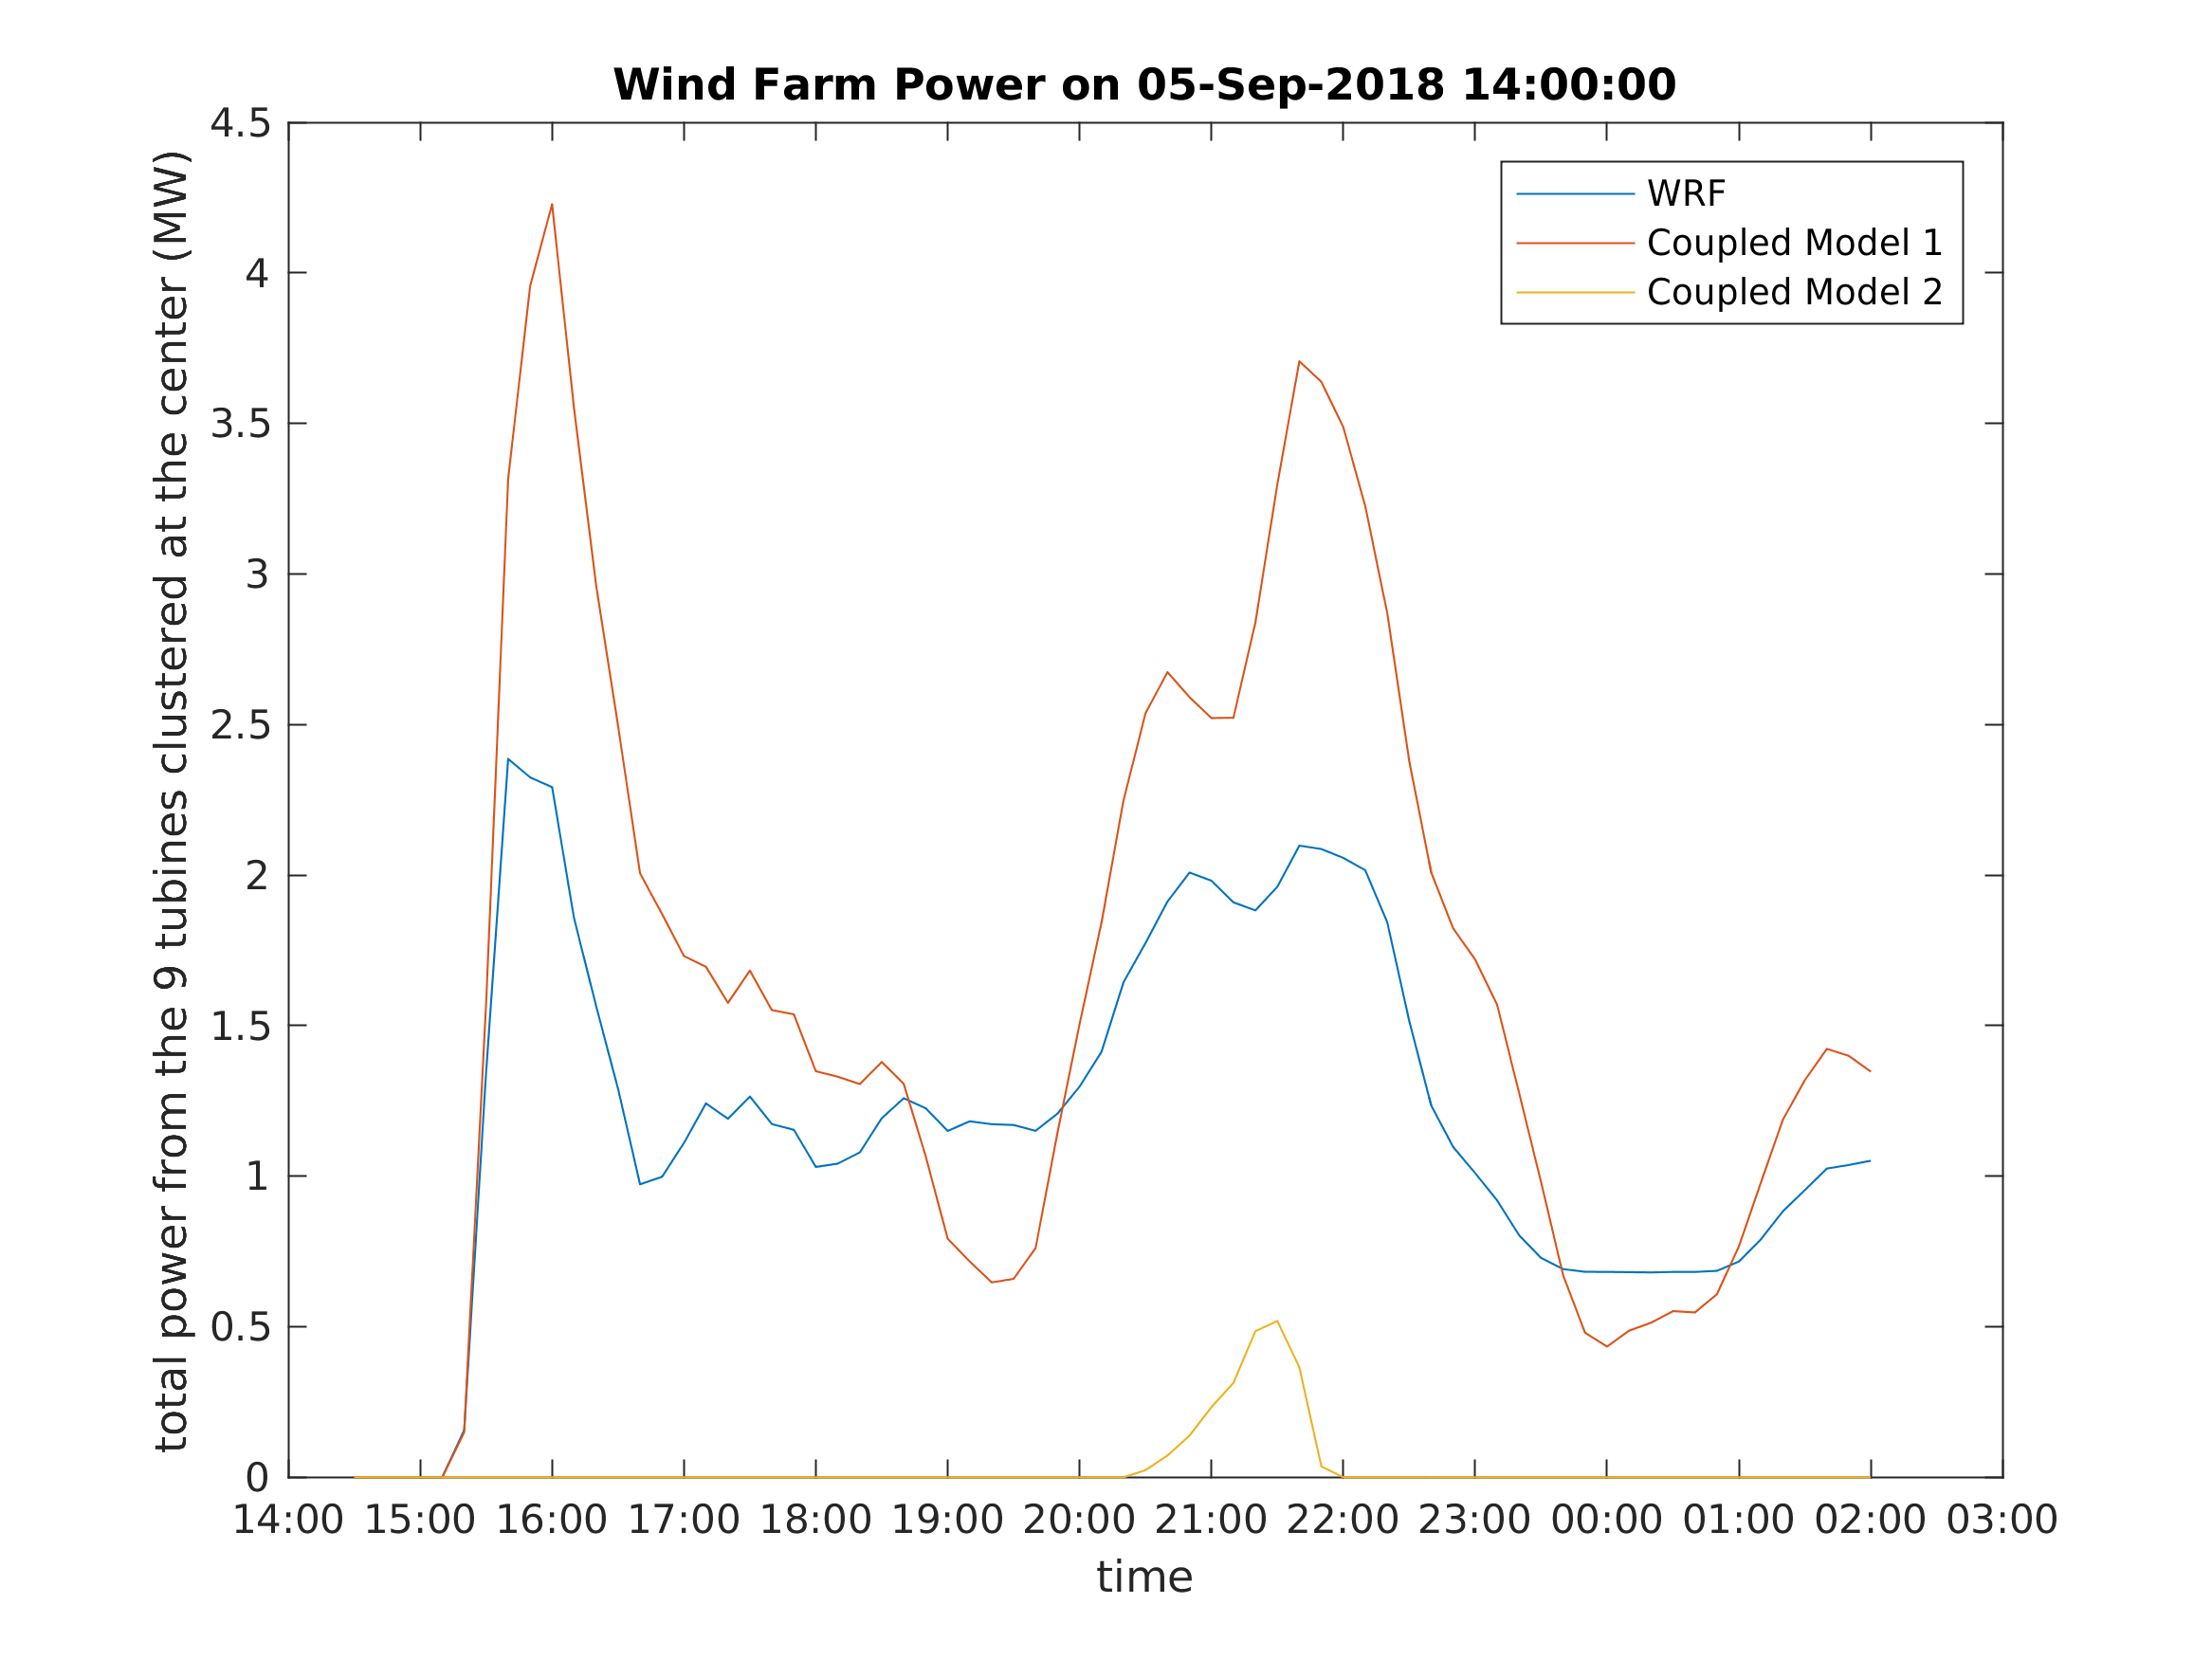 Wind Farm Power on 05-Sep-2018 14:00:00
total power from the 9 tubines clustered at the center (MW)
4.5
4
3.5
3
2.5
2
1.5
1
0.5
0
WRF
Coupled Model 1
Coupled Model 2
14:00 15:00 16:00 17:00 18:00 19:00 20:00 21:00 22:00 23:00 00:00 01:00 02:00 03:00
time